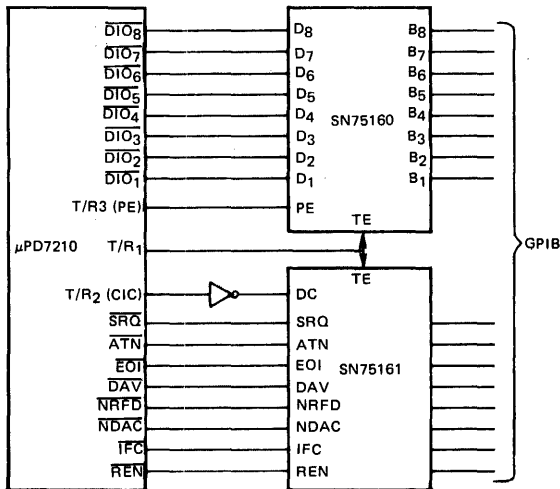 DIO8 D8 B8
DIO7 D7 B7
DIO6 D6 B6
DIO5 D5 B5
DIO4 D4 B4
DIO3 D3 SN75160 B3
DIO2 D2 B2
DIO1 D1 B1
T/R3 (PE) PE
TE
μPD7210 T/R1 GPIB
TE
T/R2 (CIC) DC
SRQ SRQ
ATN ATN
EOI EOI SN75161
DAV DAV
NRFD NRFD
NDAC NDAC
IFC IFC
REN REN